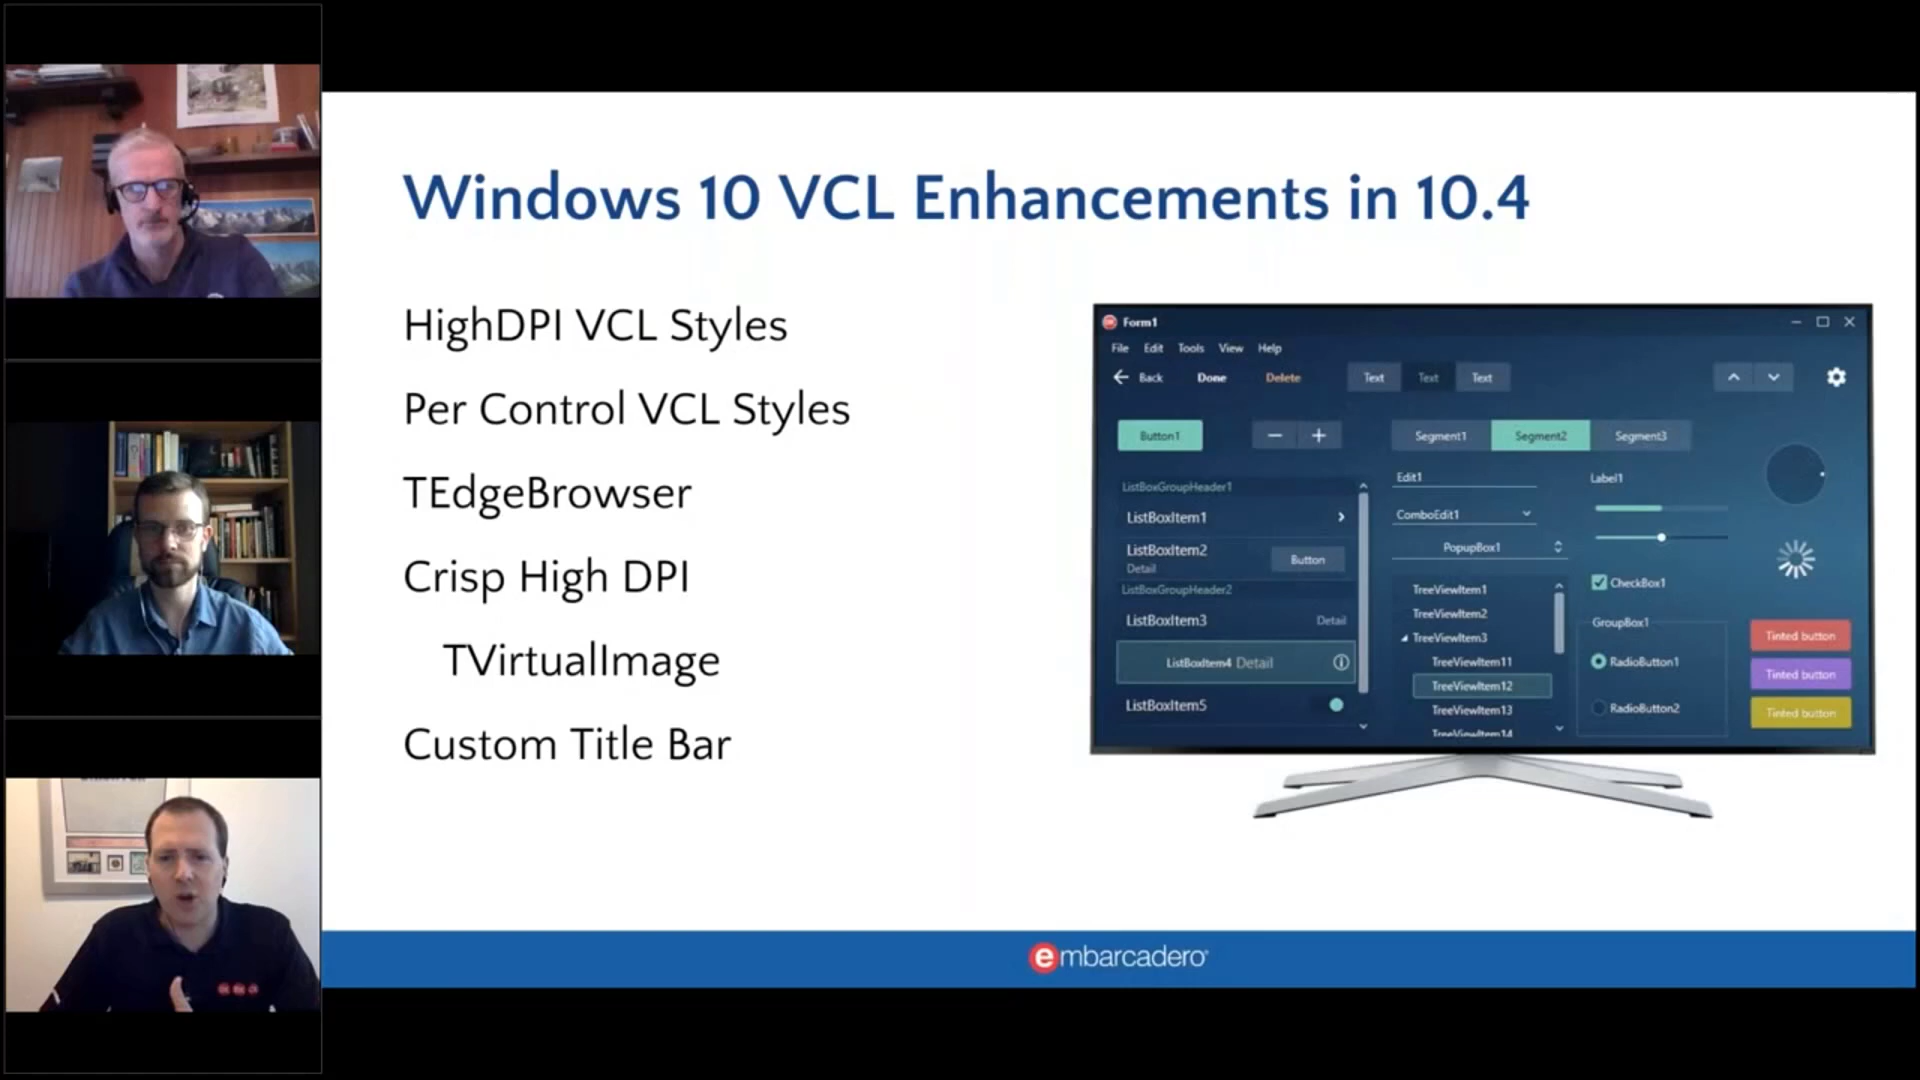 Windows 10 VCL Enhancements in 10.4
HighDPI VCL Styles
Per Control VCL Styles
TEdgeBrowser
Crisp High DPI
TVirtualImage
Custom Title Bar
Form1
File Edit Tools View Help
Back Done Delete Text Text Text
Button1 Segment1 Segment2 Segment3
ListBoxGroupHeader1
ListBoxItem1
ListBoxItem2
Detail
Button
ListBoxGroupHeader2
ListBoxItem3 Detail
ListBoxItem4 Detail
ListBoxItem5
Edit1
ComboEdit1
PopupBox1
TreeViewItem1
TreeViewItem2
TreeViewItem3
TreeViewItem11
TreeViewItem12
TreeViewItem13
TreeViewItem14
Label1
CheckBox1
GroupBox1
RadioButton1
RadioButton2
Tinted button
Tinted button
Tinted button
embarcadero